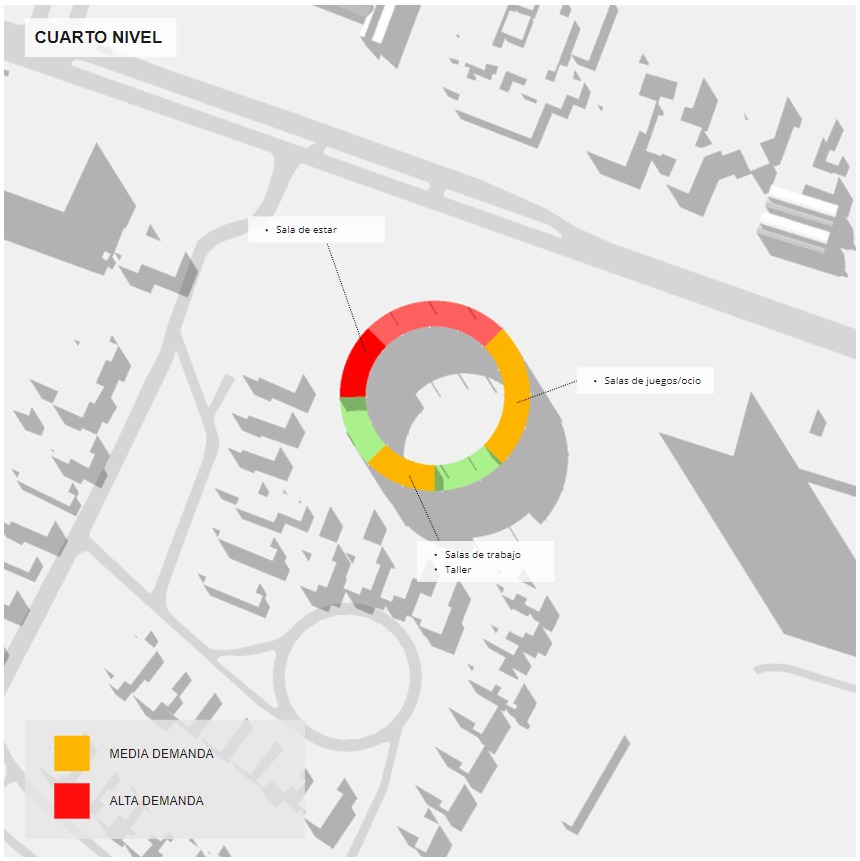 CUARTO NIVEL
• Sala de estar
• Salas de juegos/ocio
• Salas de trabajo
• Taller
MEDIA DEMANDA
ALTA DEMANDA